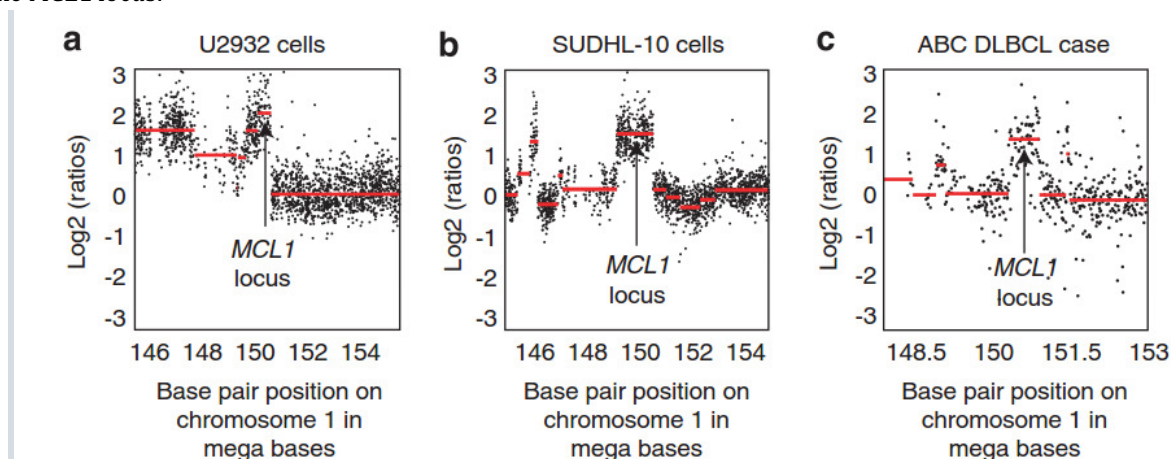 a U2932 cells
3
2
1
0
-1
-2
-3
Log2 (ratios)
MCL1
locus
146 148 150 152 154
Base pair position on
chromosome 1 in
mega bases
b SUDHL-10 cells
3
2
1
0
-1
-2
-3
Log2 (ratios)
MCL1
locus
146 148 150 152 154
Base pair position on
chromosome 1 in
mega bases
c ABC DLBCL case
3
2
1
0
-1
-2
-3
Log2 (ratios)
MCL1
locus
148.5 150 151.5 153
Base pair position on
chromosome 1 in
mega bases